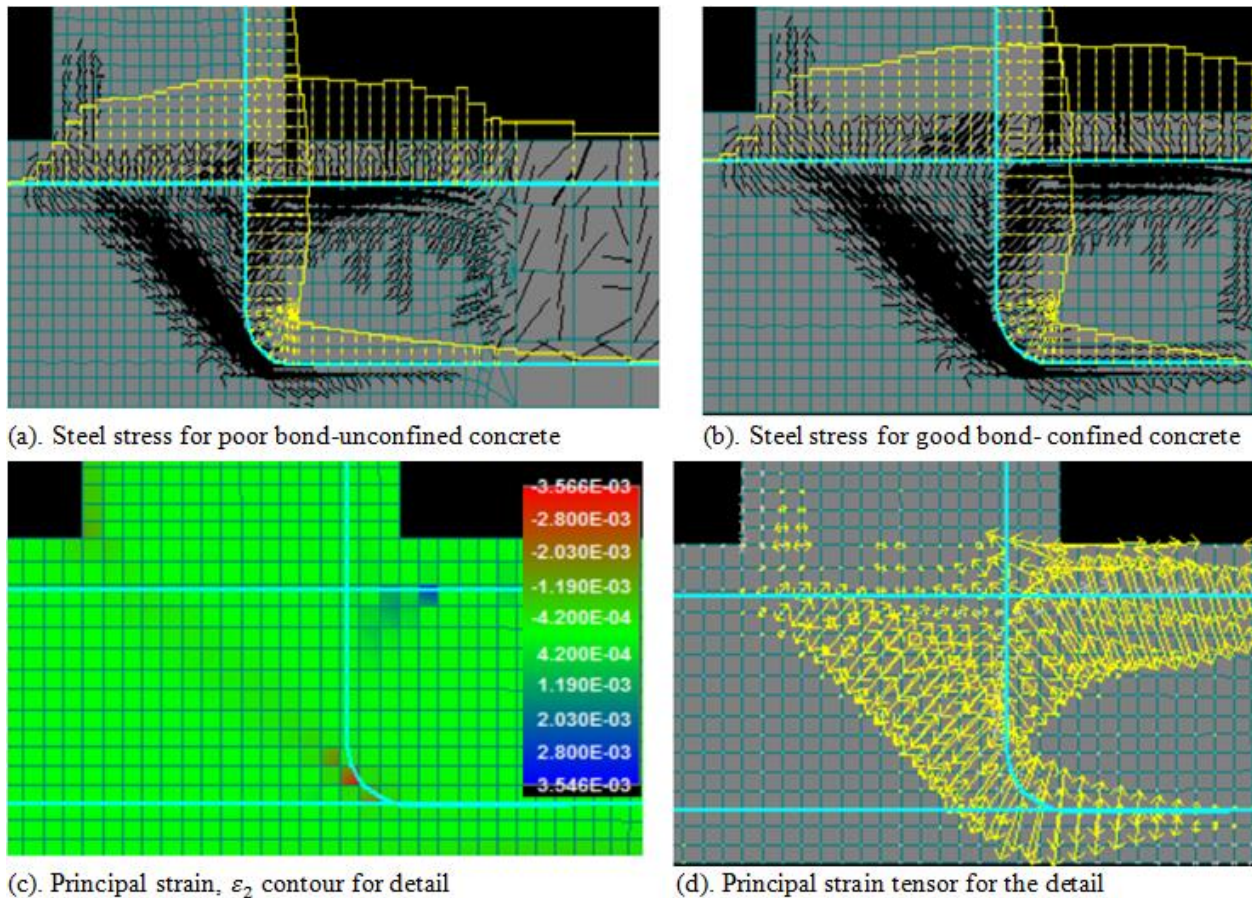 (a). Steel stress for poor bond-unconfined concrete
(b). Steel stress for good bond- confined concrete
-3.566E-03
-2.800E-03
-2.030E-03
-1.190E-03
-4.200E-04
4.200E-04
1.190E-03
2.030E-03
2.800E-03
3.546E-03
(c). Principal strain, ε₂ contour for detail
(d). Principal strain tensor for the detail